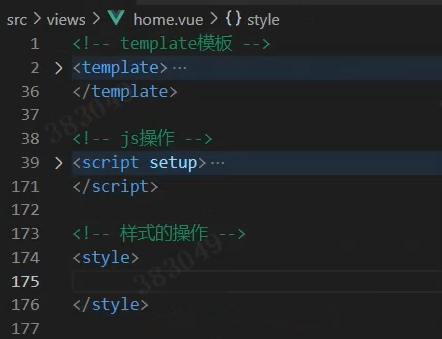 src > views > home.vue > {} style
1 <!-- template模板 -->
2 > <template> ...
36 </template>
37
38 <!-- js操作 -->
39 > <script setup> ...
171 </script>
172
173 <!-- 样式的操作 -->
174 <style>
175
176 </style>
177
383049
383049